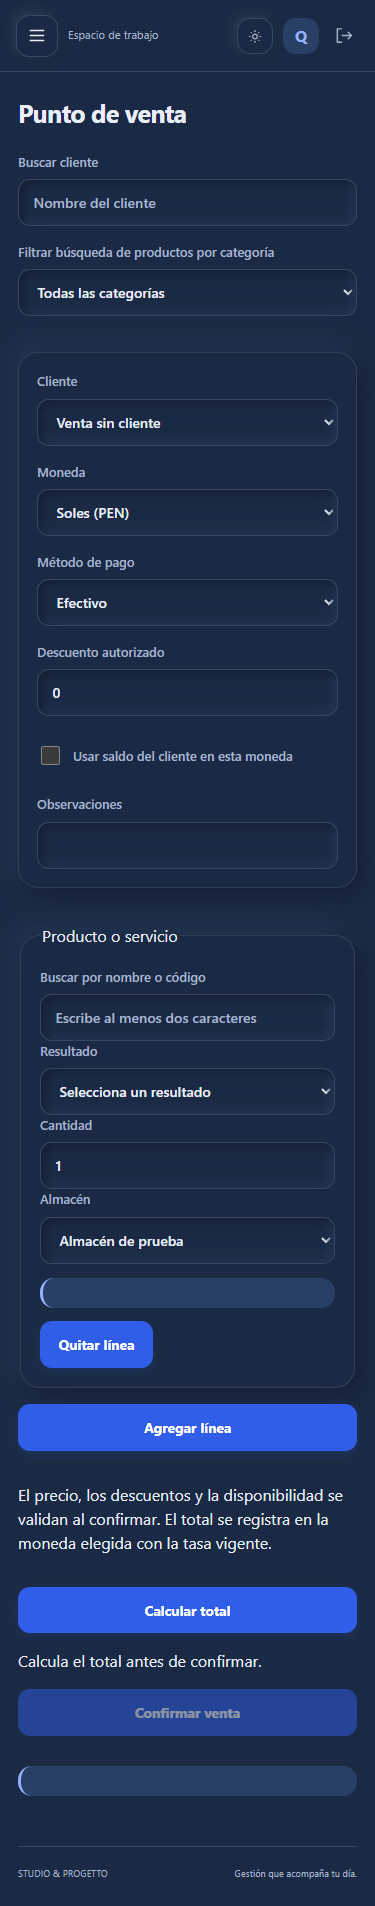 Espacio de trabajo
Q
Punto de venta
Buscar cliente
Nombre del cliente
Filtrar búsqueda de productos por categoría
Todas las categorías
Cliente
Venta sin cliente
Moneda
Soles (PEN)
Método de pago
Efectivo
Descuento autorizado
0
Usar saldo del cliente en esta moneda
Observaciones
Producto o servicio
Buscar por nombre o código
Escribe al menos dos caracteres
Resultado
Selecciona un resultado
Cantidad
1
Almacén
Almacén de prueba
Quitar línea
Agregar línea
El precio, los descuentos y la disponibilidad se
validan al confirmar. El total se registra en la
moneda elegida con la tasa vigente.
Calcular total
Calcula el total antes de confirmar.
Confirmar venta
STUDIO & PROGETTO
Gestión que acompaña tu día.